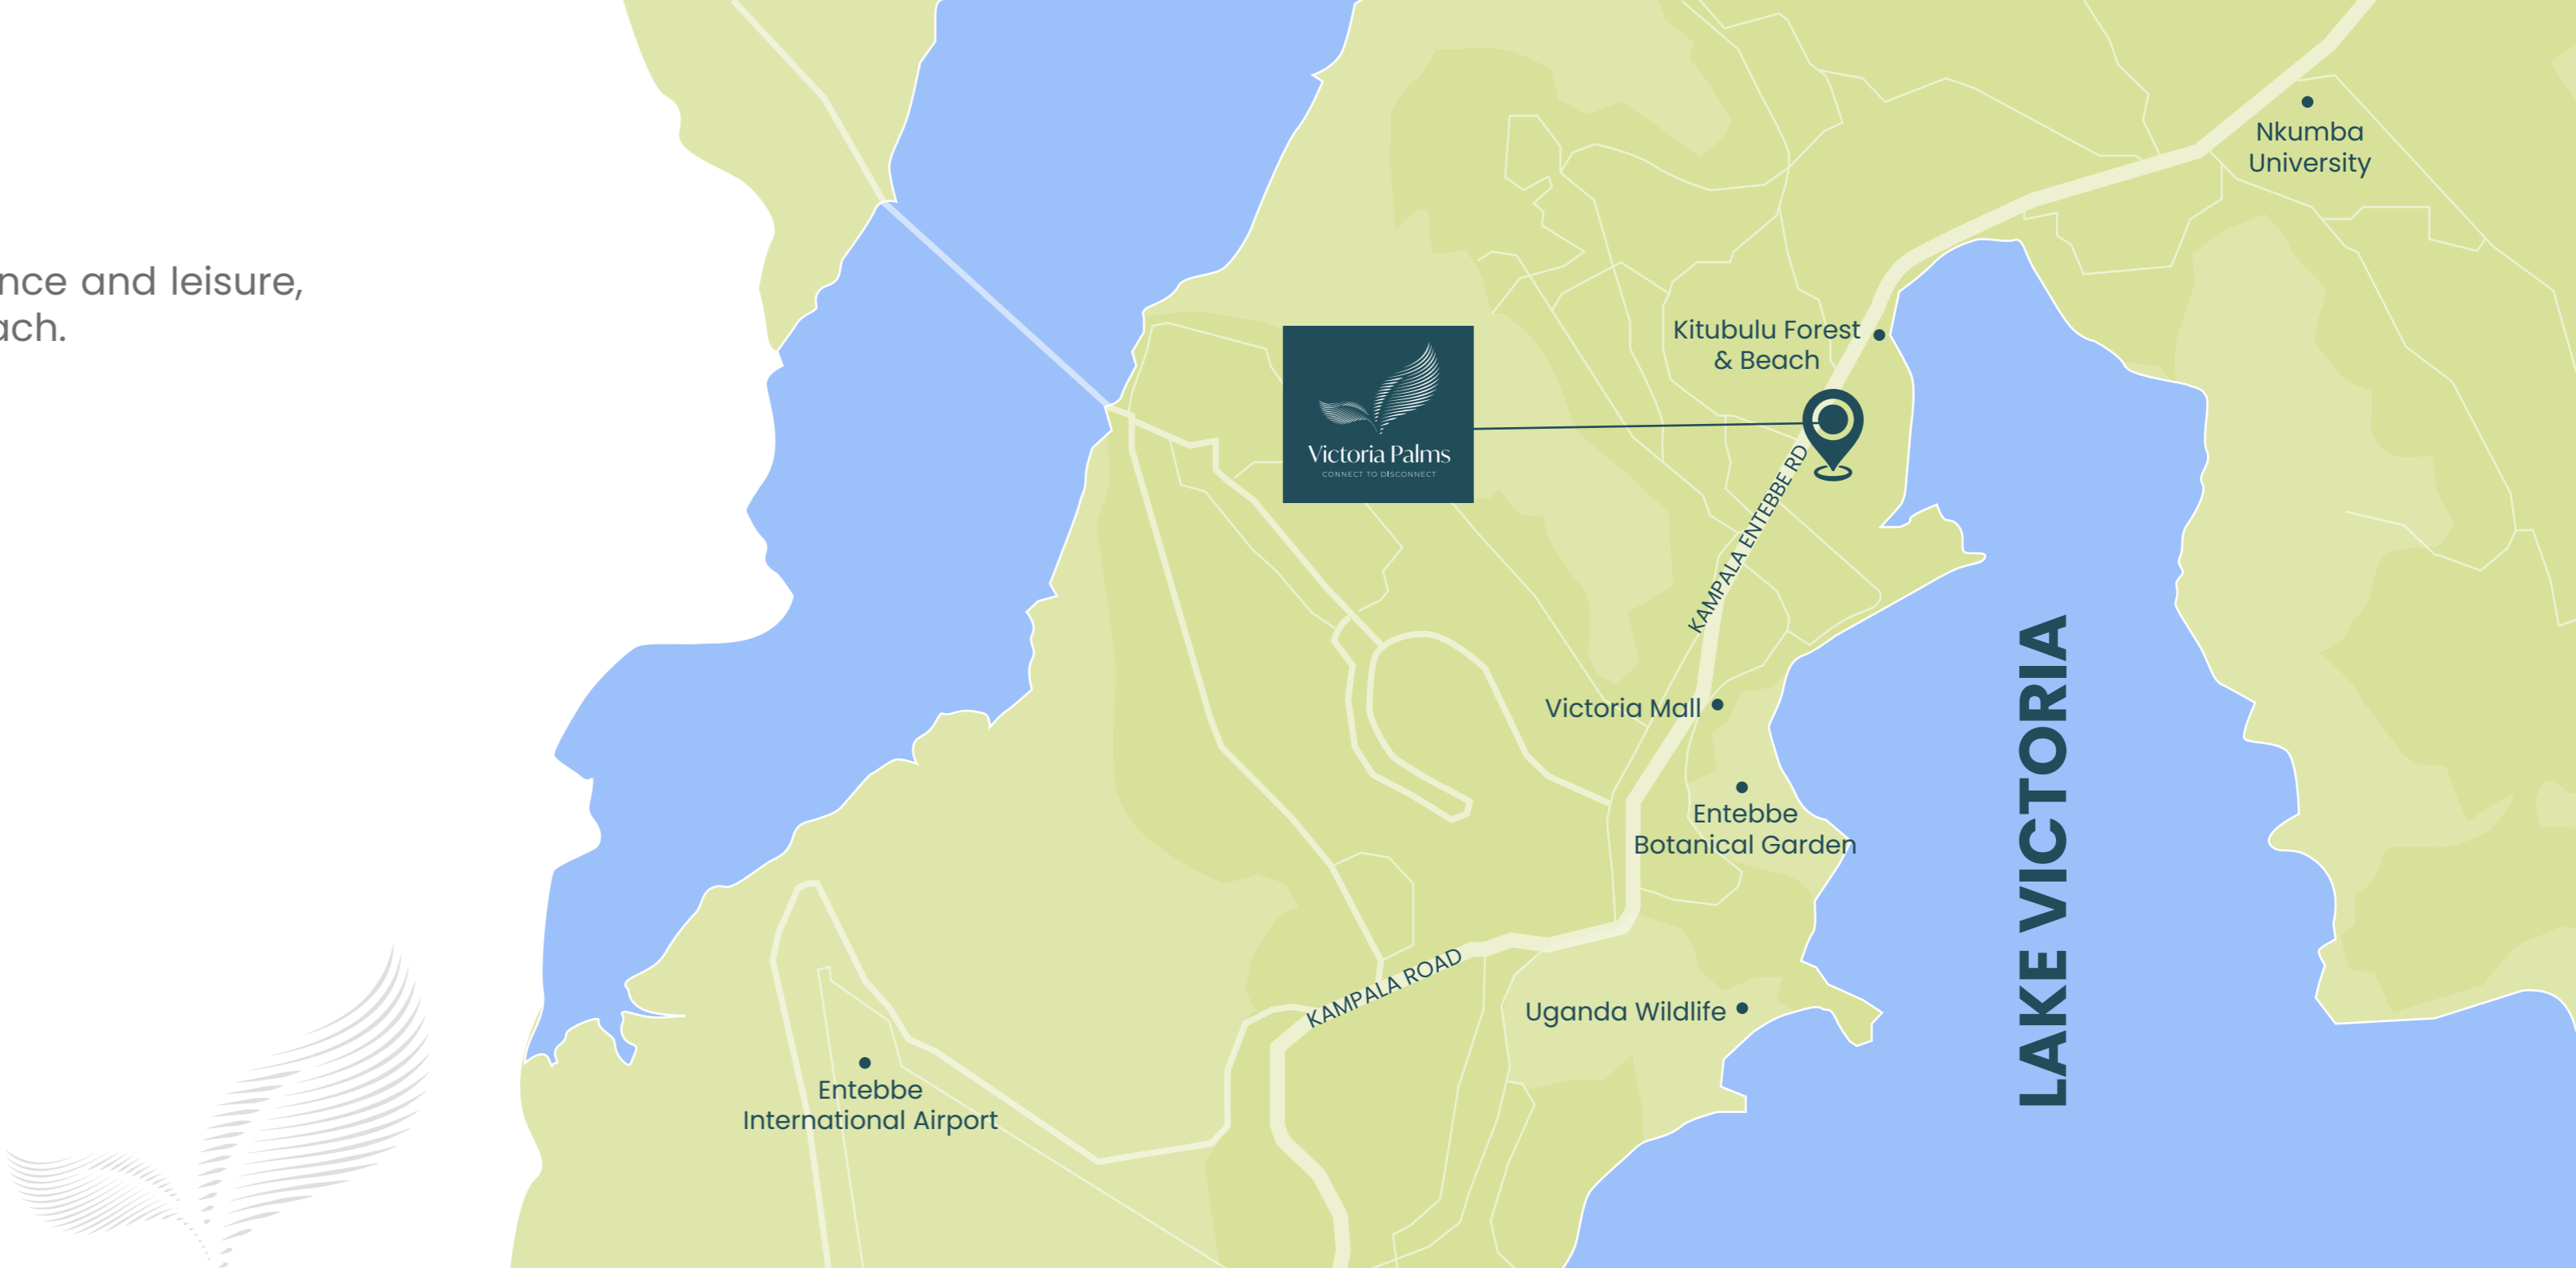 nce and leisure,
ach.
Nkumba
University
Kitubulu Forest
& Beach
Victoria Palms
CONNECT TO DISCONNECT
KAMPALA ENTEBBE RD
Victoria Mall
Entebbe
Botanical Garden
LAKE VICTORIA
KAMPALA ROAD
Uganda Wildlife
Entebbe
International Airport